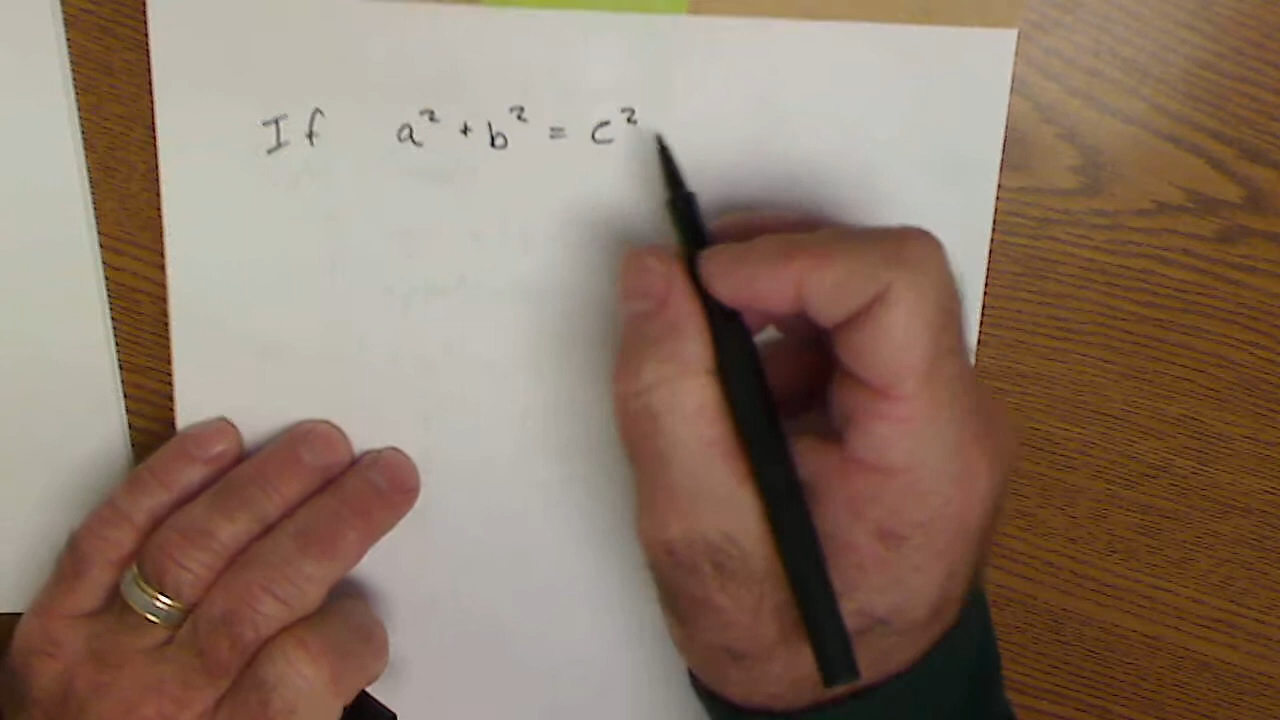 If a² + b² = c²